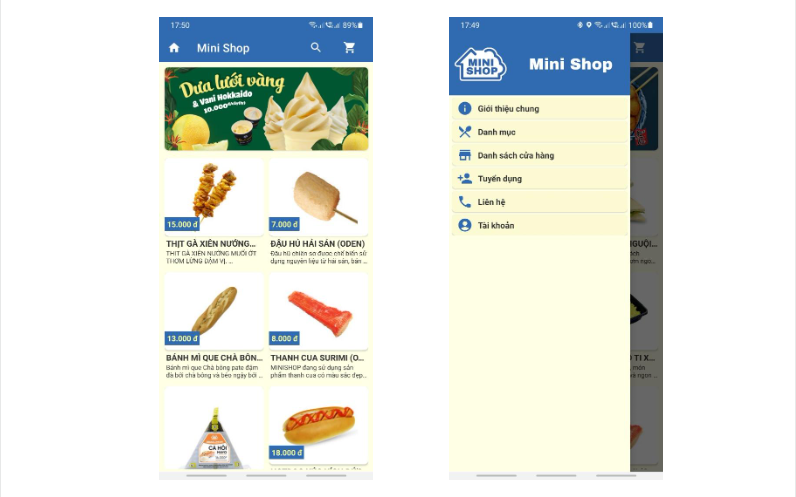 17:50
89%
Mini Shop
Dưa lưới vàng
& Vani Hokkaido
10.000
15.000 đ
7.000 đ
THỊT GÀ XIÊN NƯỚNG...
ĐẬU HŨ HẢI SẢN (ODEN)
THỊT GÀ XIÊN NƯỚNG MUỐI ỚT
THƠM LỪNG ĐẬM VỊ. ...
Đậu hũ chiên sơ được chế biến sử
dụng nguyên liệu từ hải sản, bán ...
13.000 đ
8.000 đ
BÁNH MÌ QUE CHÀ BÔN...
THANH CUA SURIMI (O...
Bánh mì que Chà bông pate đậm
đà bởi chà bông và béo ngậy bởi ...
MINISHOP đang sử dụng sản
phẩm thanh cua có màu sắc đẹp...
CÁ HỒI
18.000 đ
17:49
100%
MINI
SHOP
Mini Shop
Giới thiệu chung
Danh mục
Danh sách cửa hàng
Tuyển dụng
Liên hệ
Tài khoản
NGUỘI...
O TI X...